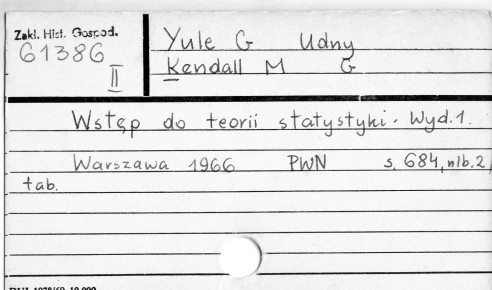 Zakł. Hist. Gospod.
61386
II
Yule G Udny
Kendall M G
Wstęp do teorii statystyki. Wyd. 1.
Warszawa 1966 PWN s. 684, nlb. 2,
tab.